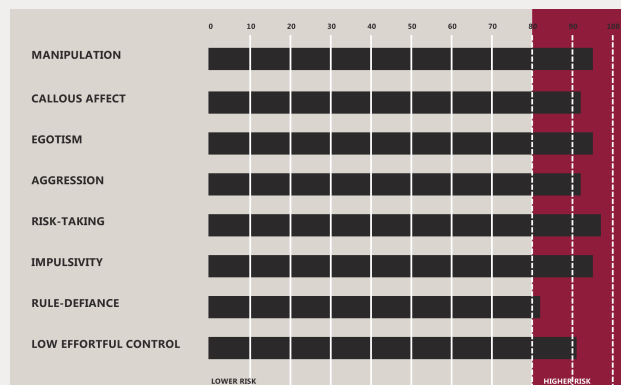 0 10 20 30 40 50 60 70 80 90 100
MANIPULATION
CALLOUS AFFECT
EGOTISM
AGGRESSION
RISK-TAKING
IMPULSIVITY
RULE-DEFIANCE
LOW EFFORTFUL CONTROL
LOWER RISK HIGHER RISK